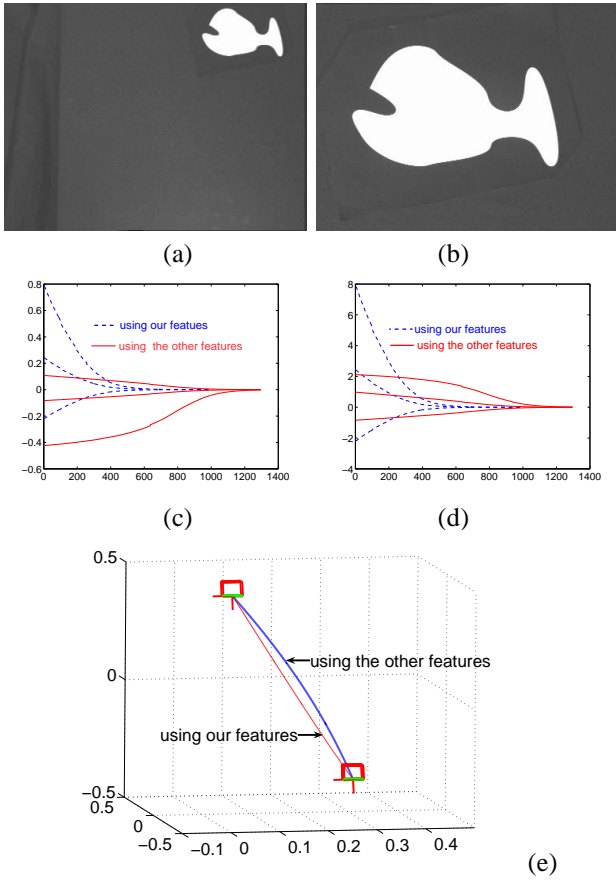 (a)
(b)
0.8
0.6
0.4
0.2
0
−0.2
−0.4
−0.6
0 200 400 600 800 1000 1200 1400
using our featues
using the other features
(c)
8
6
4
2
0
−2
−4
0 200 400 600 800 1000 1200 1400
using our features
using the other features
(d)
0.5
0
−0.5
0.5
0
−0.5
−0.1 0 0.1 0.2 0.3 0.4
using the other features
using our features
(e)